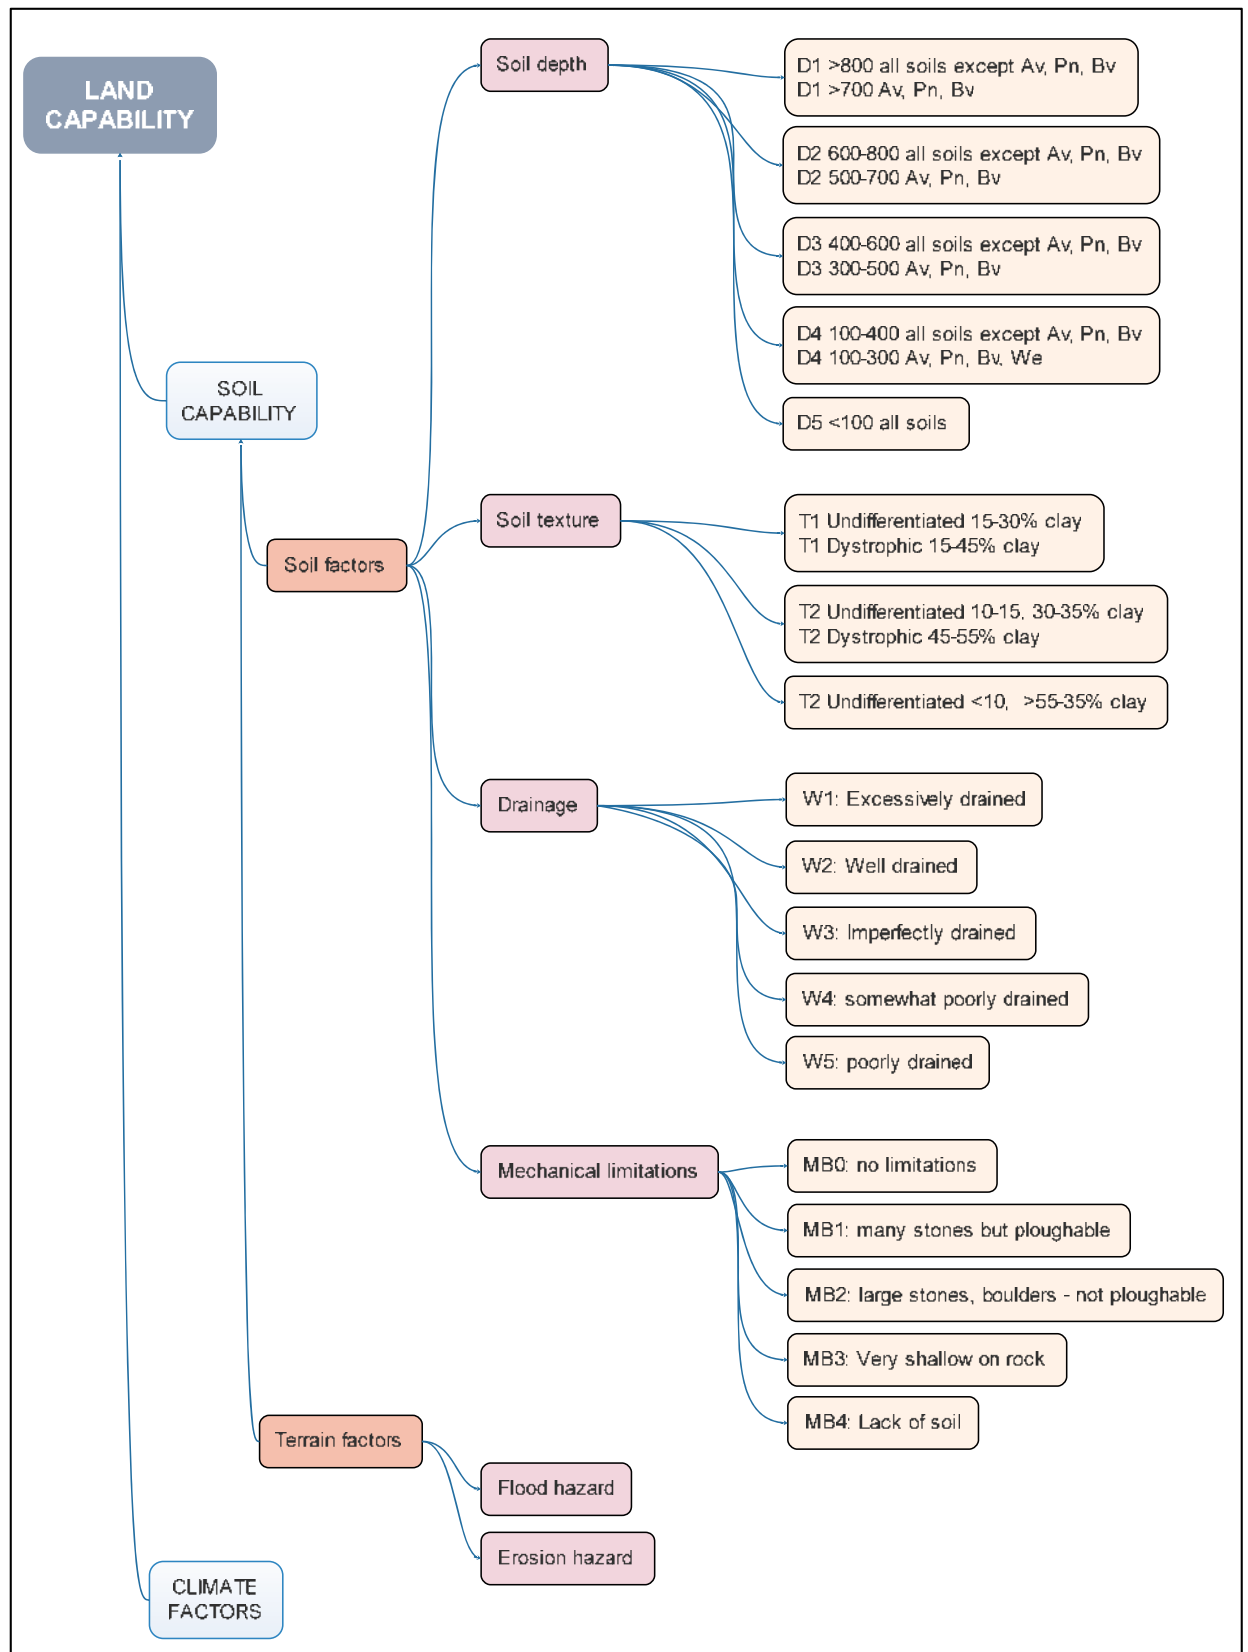 LAND
CAPABILITY
SOIL
CAPABILITY
Soil factors
Soil depth
D1 >800 all soils except Av, Pn, Bv
D1 >700 Av, Pn, Bv
D2 600-800 all soils except Av, Pn, Bv
D2 500-700 Av, Pn, Bv
D3 400-600 all soils except Av, Pn, Bv
D3 300-500 Av, Pn, Bv
D4 100-400 all soils except Av, Pn, Bv
D4 100-300 Av, Pn, Bv, We
D5 <100 all soils
Soil texture
T1 Undifferentiated 15-30% clay
T1 Dystrophic 15-45% clay
T2 Undifferentiated 10-15, 30-35% clay
T2 Dystrophic 45-55% clay
T2 Undifferentiated <10, >55-35% clay
Drainage
W1: Excessively drained
W2: Well drained
W3: Imperfectly drained
W4: somewhat poorly drained
W5: poorly drained
Mechanical limitations
MB0: no limitations
MB1: many stones but ploughable
MB2: large stones, boulders - not ploughable
MB3: Very shallow on rock
MB4: Lack of soil
Terrain factors
Flood hazard
Erosion hazard
CLIMATE
FACTORS